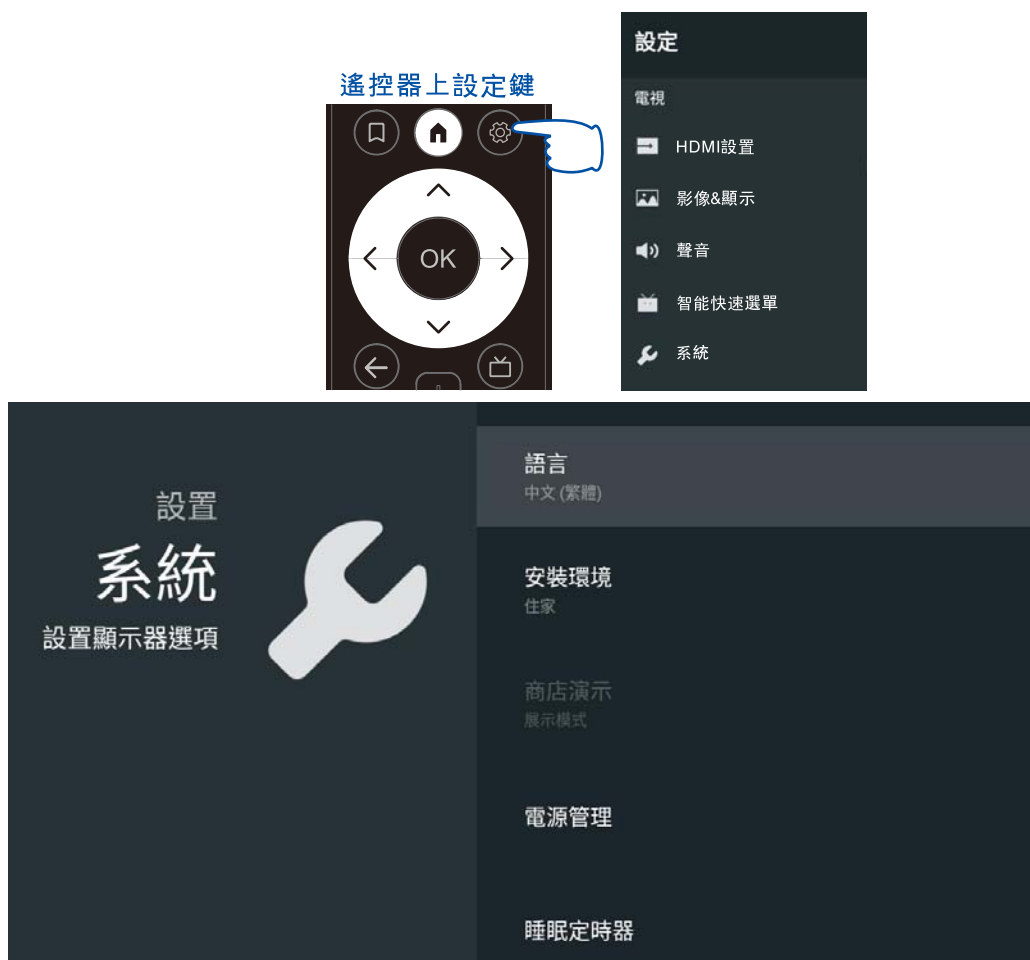 遙控器上設定鍵
OK
設定
電視
HDMI設置
影像&顯示
聲音
智能快速選單
系統
設置
系統
設置顯示器選項
語言
中文 (繁體)
安裝環境
住家
商店演示
展示模式
電源管理
睡眠定時器